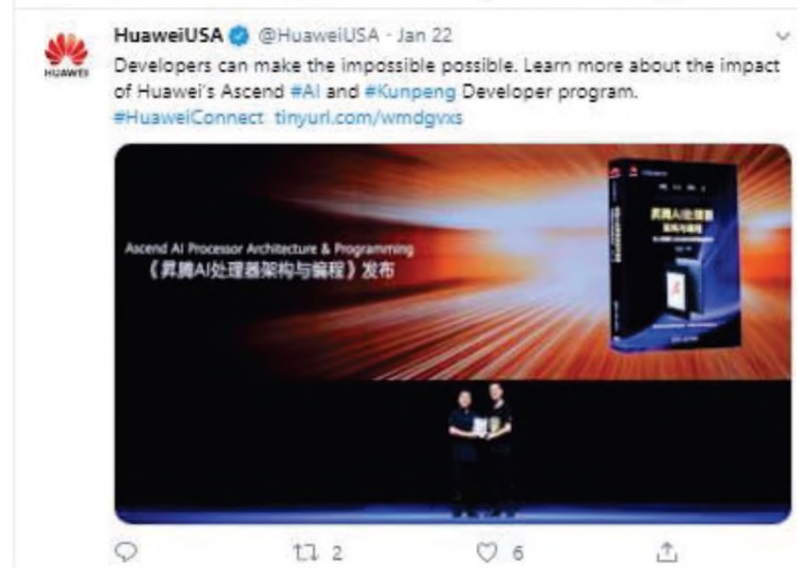 HuaweiUSA @HuaweiUSA · Jan 22
HUAWEI
Developers can make the impossible possible. Learn more about the impact
of Huawei's Ascend #AI and #Kunpeng Developer program.
#HuaweiConnect tinyurl.com/wmdgvxs
Ascend AI Processor Architecture & Programming
《昇腾AI处理器架构与编程》发布
昇腾AI处理器
架构与编程
2 6